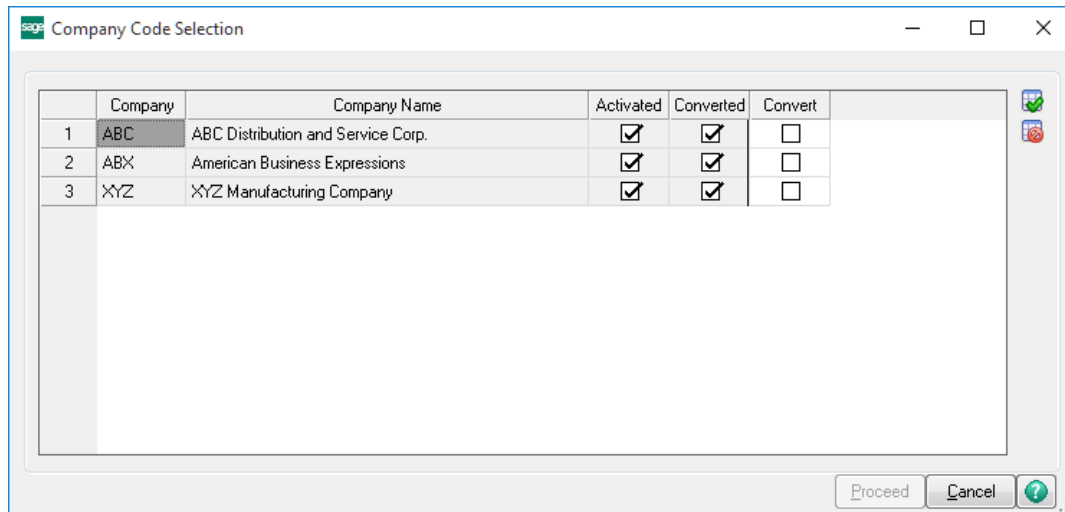 sage Company Code Selection
Company Company Name Activated Converted Convert
1 ABC ABC Distribution and Service Corp.
2 ABX American Business Expressions
3 XYZ XYZ Manufacturing Company
Proceed Cancel ?